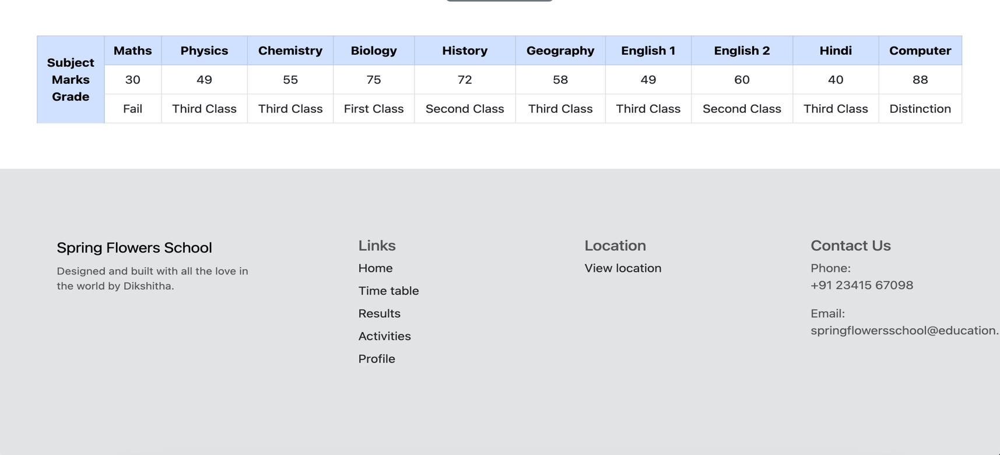 Subject Maths Physics Chemistry Biology History Geography English 1 English 2 Hindi Computer
Marks 30 49 55 75 72 58 49 60 40 88
Grade Fail Third Class Third Class First Class Second Class Third Class Third Class Second Class Third Class Distinction
Spring Flowers School
Designed and built with all the love in
the world by Dikshitha.
Links
Home
Time table
Results
Activities
Profile
Location
View location
Contact Us
Phone:
+91 23415 67098
Email:
springflowersschool@education.